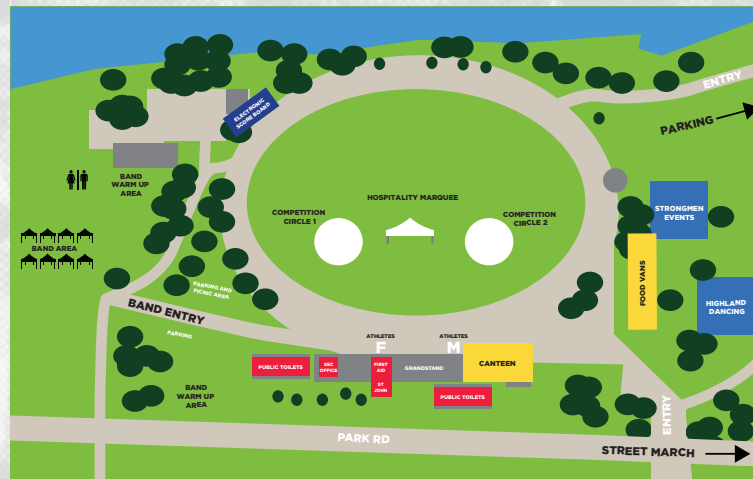 ENTRY
PARKING
ELECTRONIC
SCORE BOARD
BAND
WARM UP
AREA
HOSPITALITY MARQUEE
COMPETITION
CIRCLE 1
COMPETITION
CIRCLE 2
STRONGMEN
EVENTS
BAND AREA
FOOD VANS
PARKING AND
PICNIC AREA
HIGHLAND
DANCING
BAND ENTRY
PARKING
ATHLETES
F
ATHLETES
M
PUBLIC TOILETS
SEC
OFFICE
FIRST
AID
ST
JOHN
GRANDSTAND
CANTEEN
PUBLIC TOILETS
BAND
WARM UP
AREA
ENTRY
PARK RD
STREET MARCH